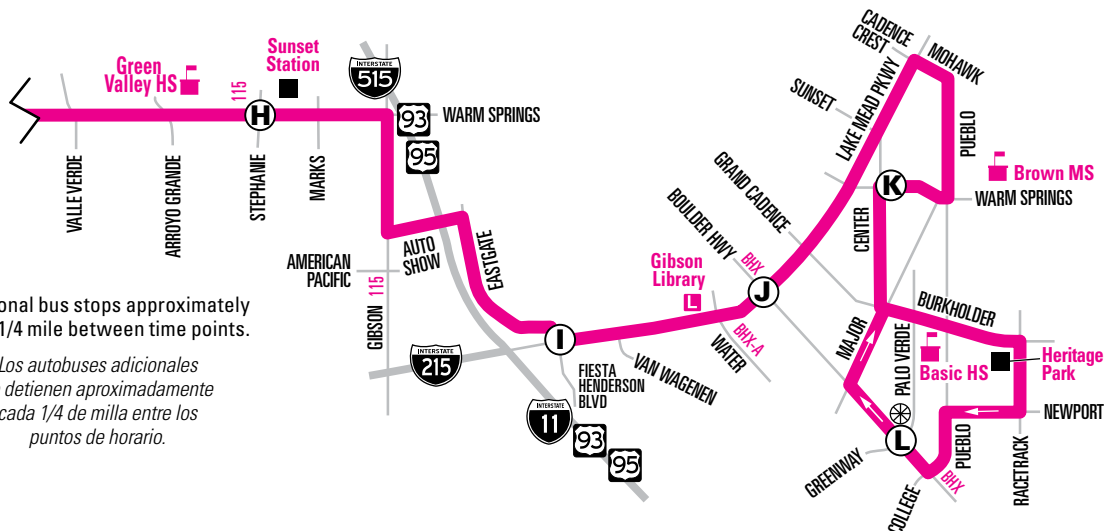 Green
Valley HS
115
Sunset
Station
H
INTERSTATE
515
93
95
WARM SPRINGS
VALLE VERDE
ARROYO GRANDE
STEPHANIE
MARKS
AMERICAN
PACIFIC
GIBSON
115
AUTO
SHOW
EASTGATE
INTERSTATE
215
I
FIESTA
HENDERSON
BLVD
INTERSTATE
11
93
95
VAN WAGENEN
Gibson
Library
L
WATER
BHX-A
J
BHX
BOULDER HWY
GRAND CADENCE
LAKE MEAD PKWY
SUNSET
CADENCE
CREST
MOHAWK
PUEBLO
Brown MS
WARM SPRINGS
K
CENTER
BURKHOLDER
MAJOR
PALO VERDE
Basic HS
Heritage
Park
NEWPORT
RACETRACK
PUEBLO
L
GREENWAY
COLLEGE
BHX
onal bus stops approximately
1/4 mile between time points.
Los autobuses adicionales
detienen aproximadamente
cada 1/4 de milla entre los
puntos de horario.